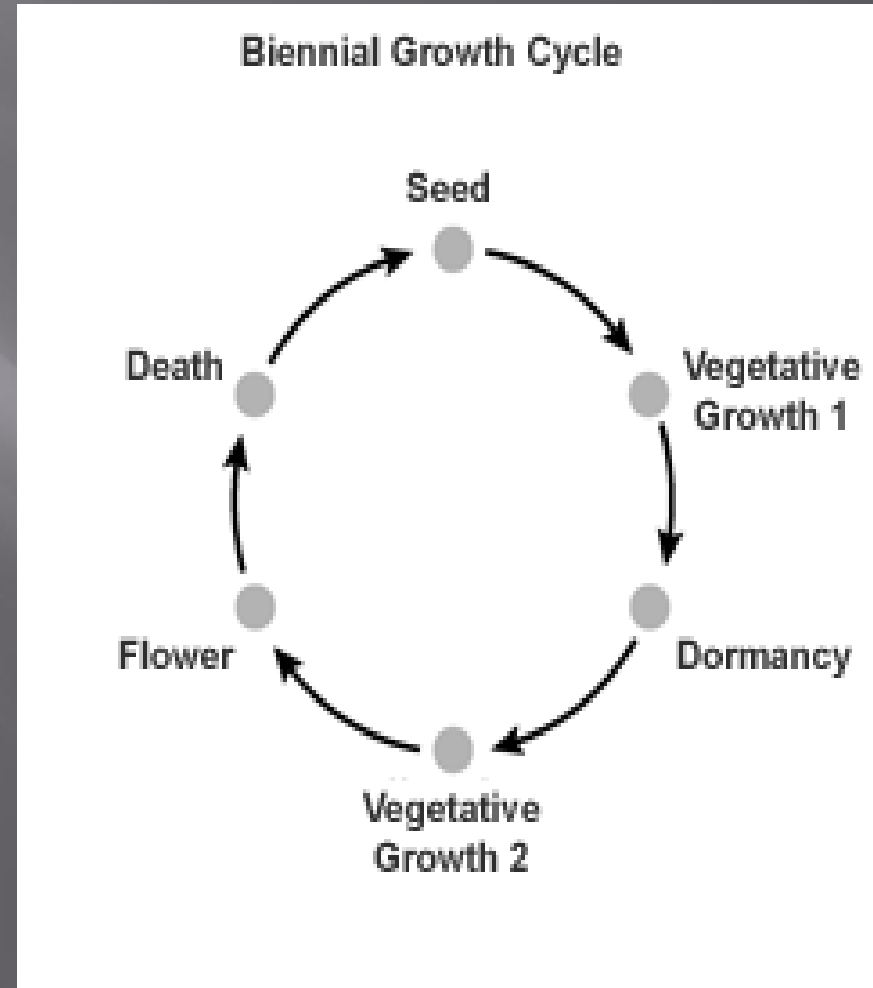 Biennial Growth Cycle
Seed
Vegetative
Growth 1
Dormancy
Vegetative
Growth 2
Flower
Death